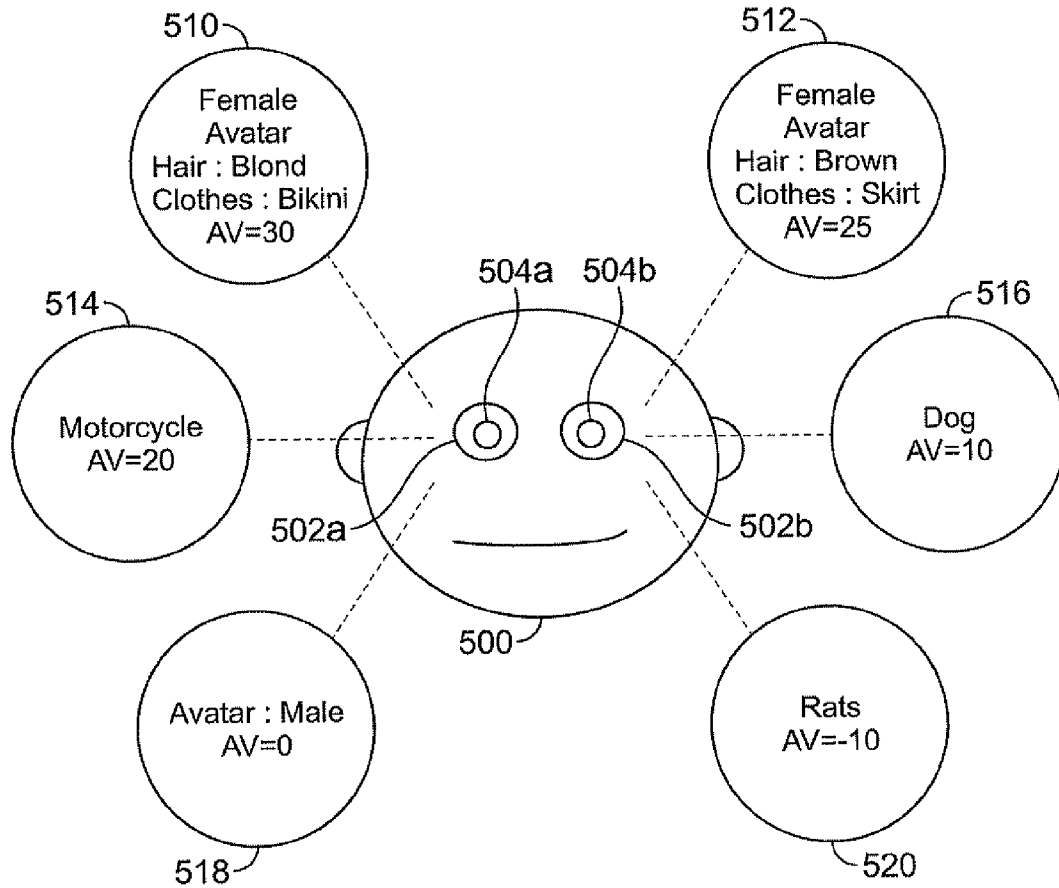 510
512
Female
Avatar
Hair : Blond
Clothes : Bikini
AV=30
Female
Avatar
Hair : Brown
Clothes : Skirt
AV=25
504a
504b
514
516
Motorcycle
AV=20
Dog
AV=10
502a
502b
500
Avatar : Male
AV=0
Rats
AV=-10
518
520